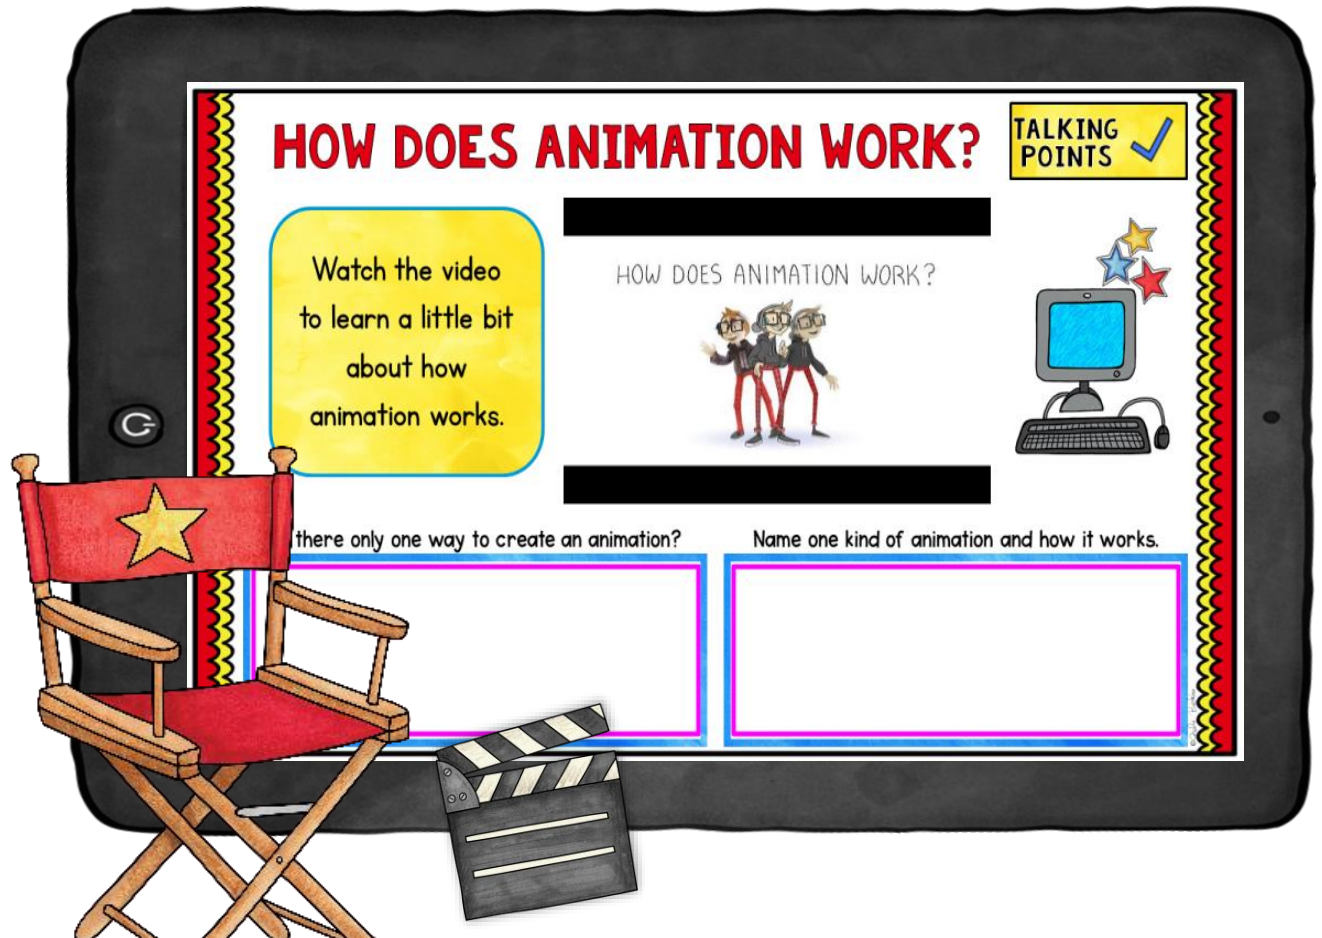 HOW DOES ANIMATION WORK?
TALKING
POINTS
Watch the video
to learn a little bit
about how
animation works.
HOW DOES ANIMATION WORK?
there only one way to create an animation?
Name one kind of animation and how it works.